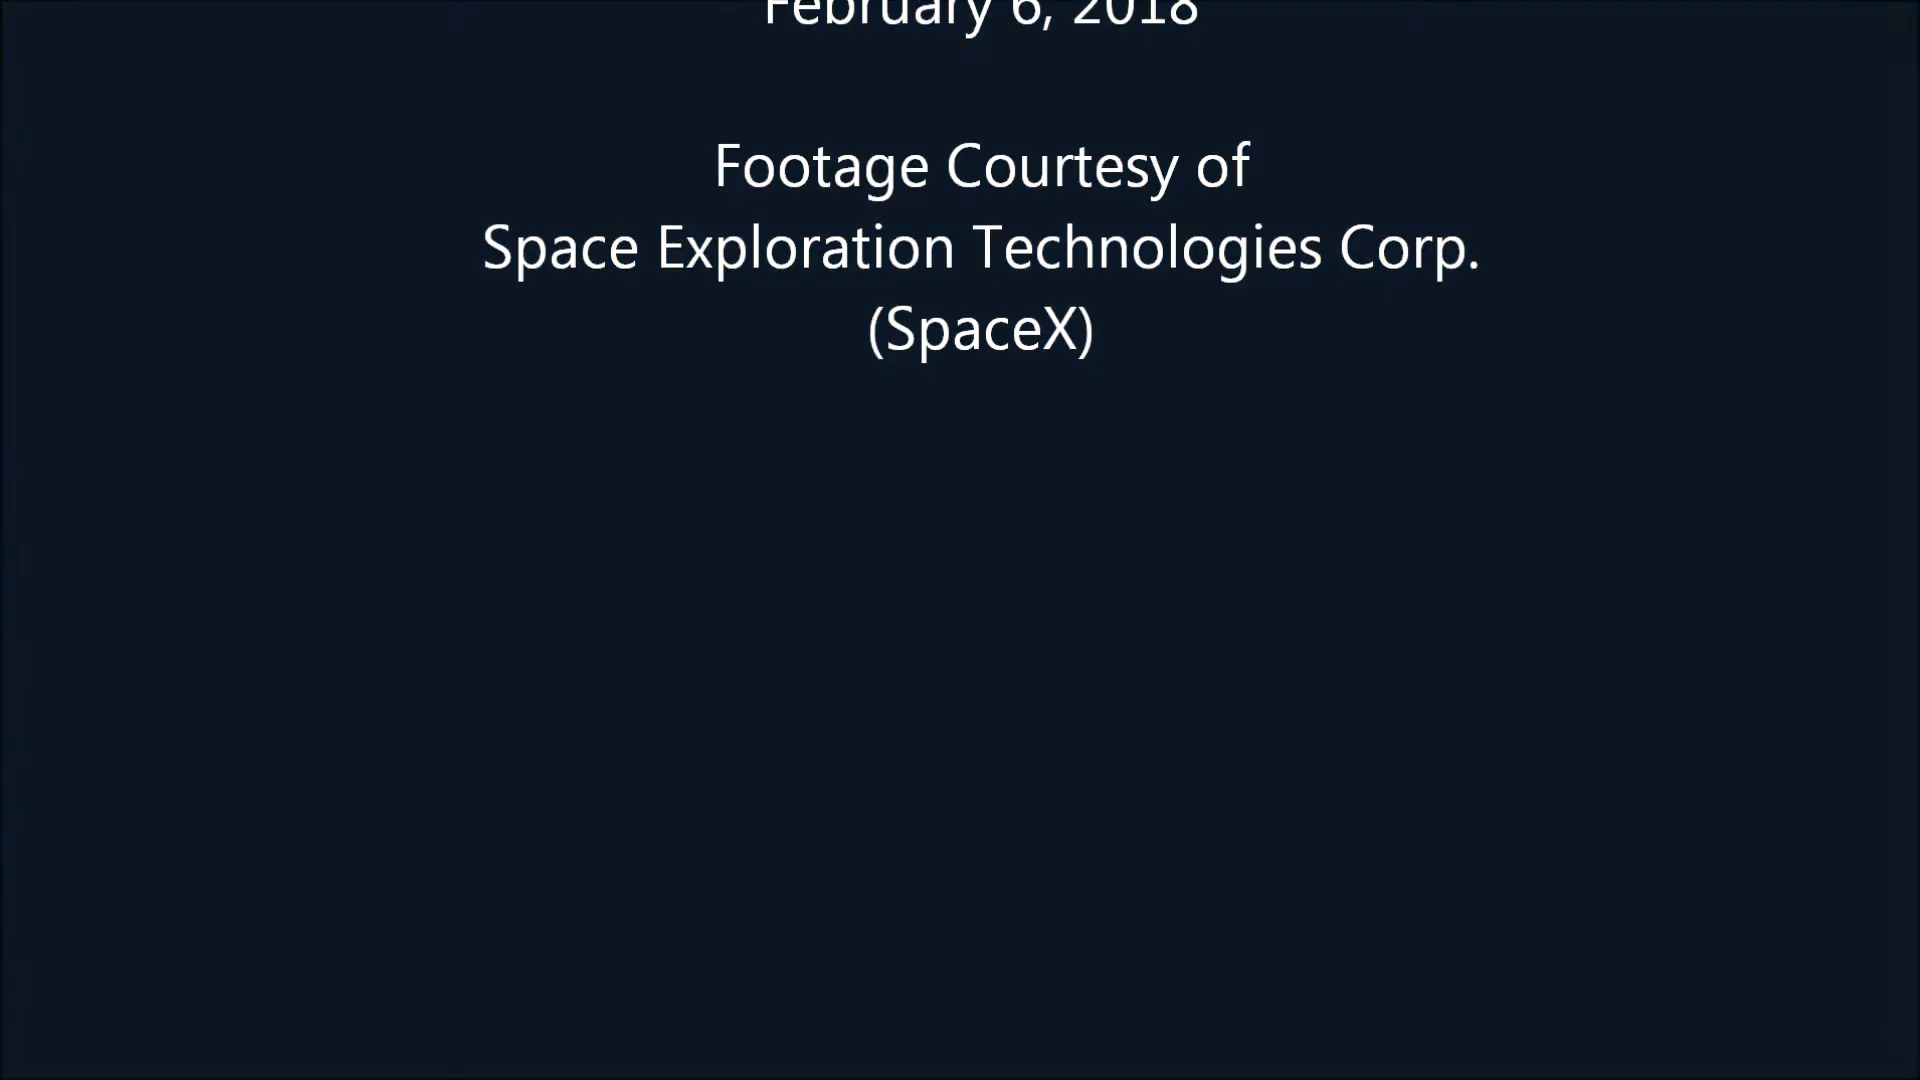 February 6, 2018
Footage Courtesy of
Space Exploration Technologies Corp.
(SpaceX)